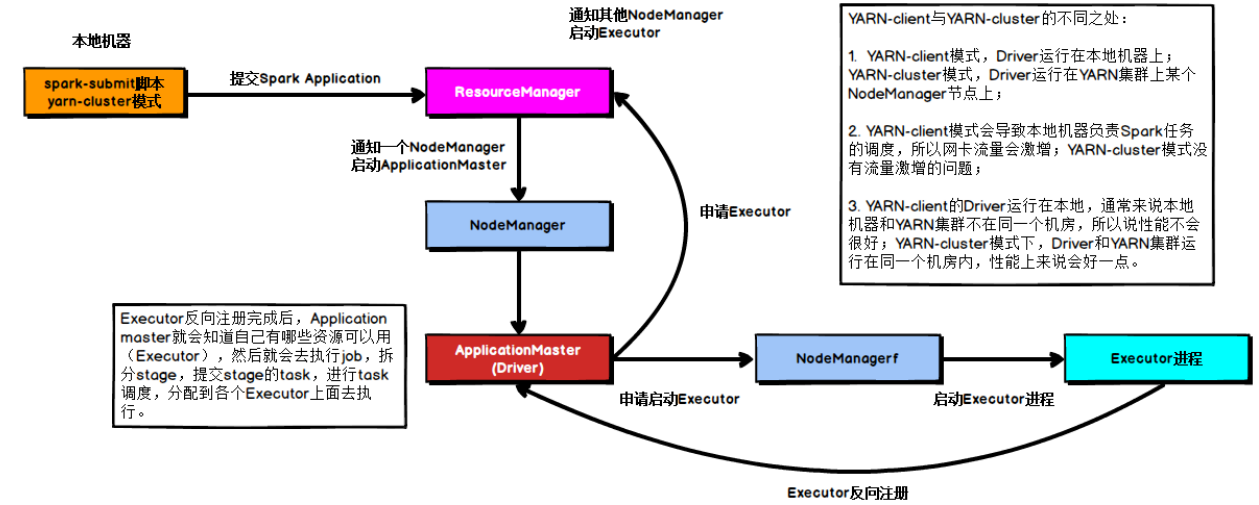 本地机器
spark-submit脚本
yarn-cluster模式
提交Spark Application
通知其他NodeManager
启动Executor
ResourceManager
通知一个NodeManager
启动ApplicationMaster
申请Executor
NodeManager
YARN-client与YARN-cluster的不同之处：
1. YARN-client模式，Driver运行在本地机器上；
YARN-cluster模式，Driver运行在YARN集群上某个
NodeManager节点上；
2. YARN-client模式会导致本地机器负责Spark任务
的调度，所以网卡流量会激增；YARN-cluster模式没
有流量激增的问题；
3. YARN-client的Driver运行在本地，通常来说本地
机器和YARN集群不在同一个机房，所以说性能不会
很好；YARN-cluster模式下，Driver和YARN集群运
行在同一个机房内，性能上来说会好一点。
Executor反向注册完成后，Application
master就会知道自己有哪些资源可以用
（Executor），然后就会去执行job，拆
分stage，提交stage的task，进行task
调度，分配到各个Executor上面去执
行。
ApplicationMaster
(Driver)
申请启动Executor
NodeManagerf
启动Executor进程
Executor进程
Executor反向注册